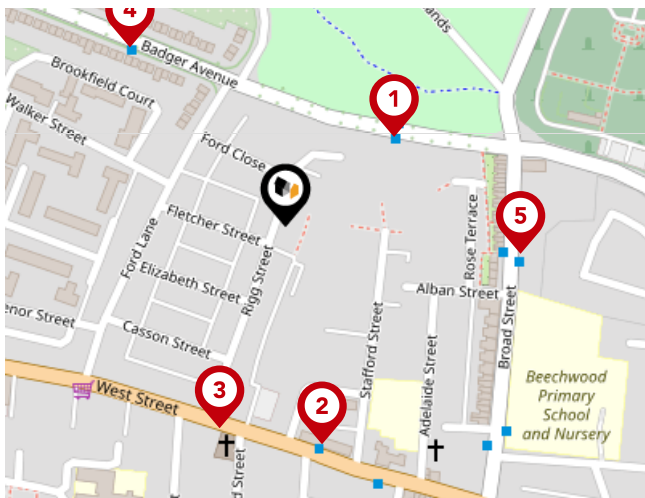 4
ands
Badger Avenue
Brookfield Court
1
Walker Street
Ford Close
5
Fletcher Street
Rose Terrace
Ford Lane
Rigg Street
Elizabeth Street
Alban Street
enor Street
Stafford Street
Broad Street
Casson Street
Adelaide Street
Beechwood
Primary
School
and Nursery
West Street
3
2
d Street